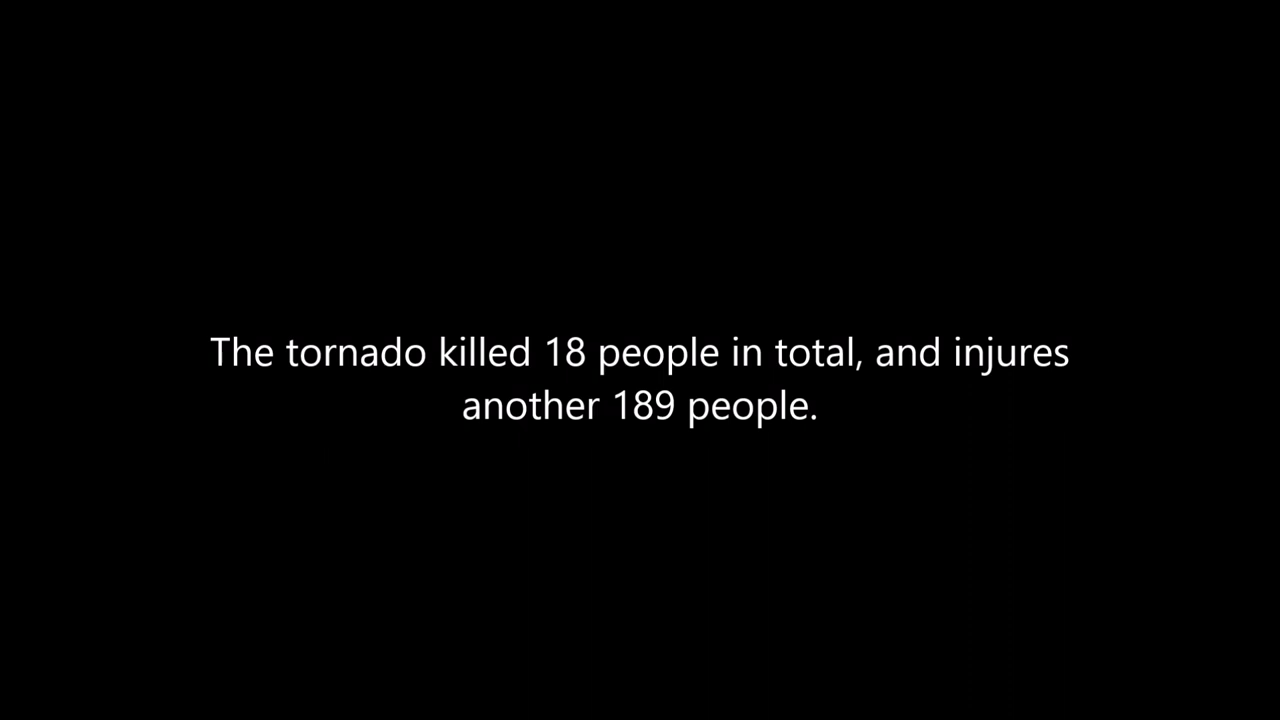 The tornado killed 18 people in total, and injures
another 189 people.